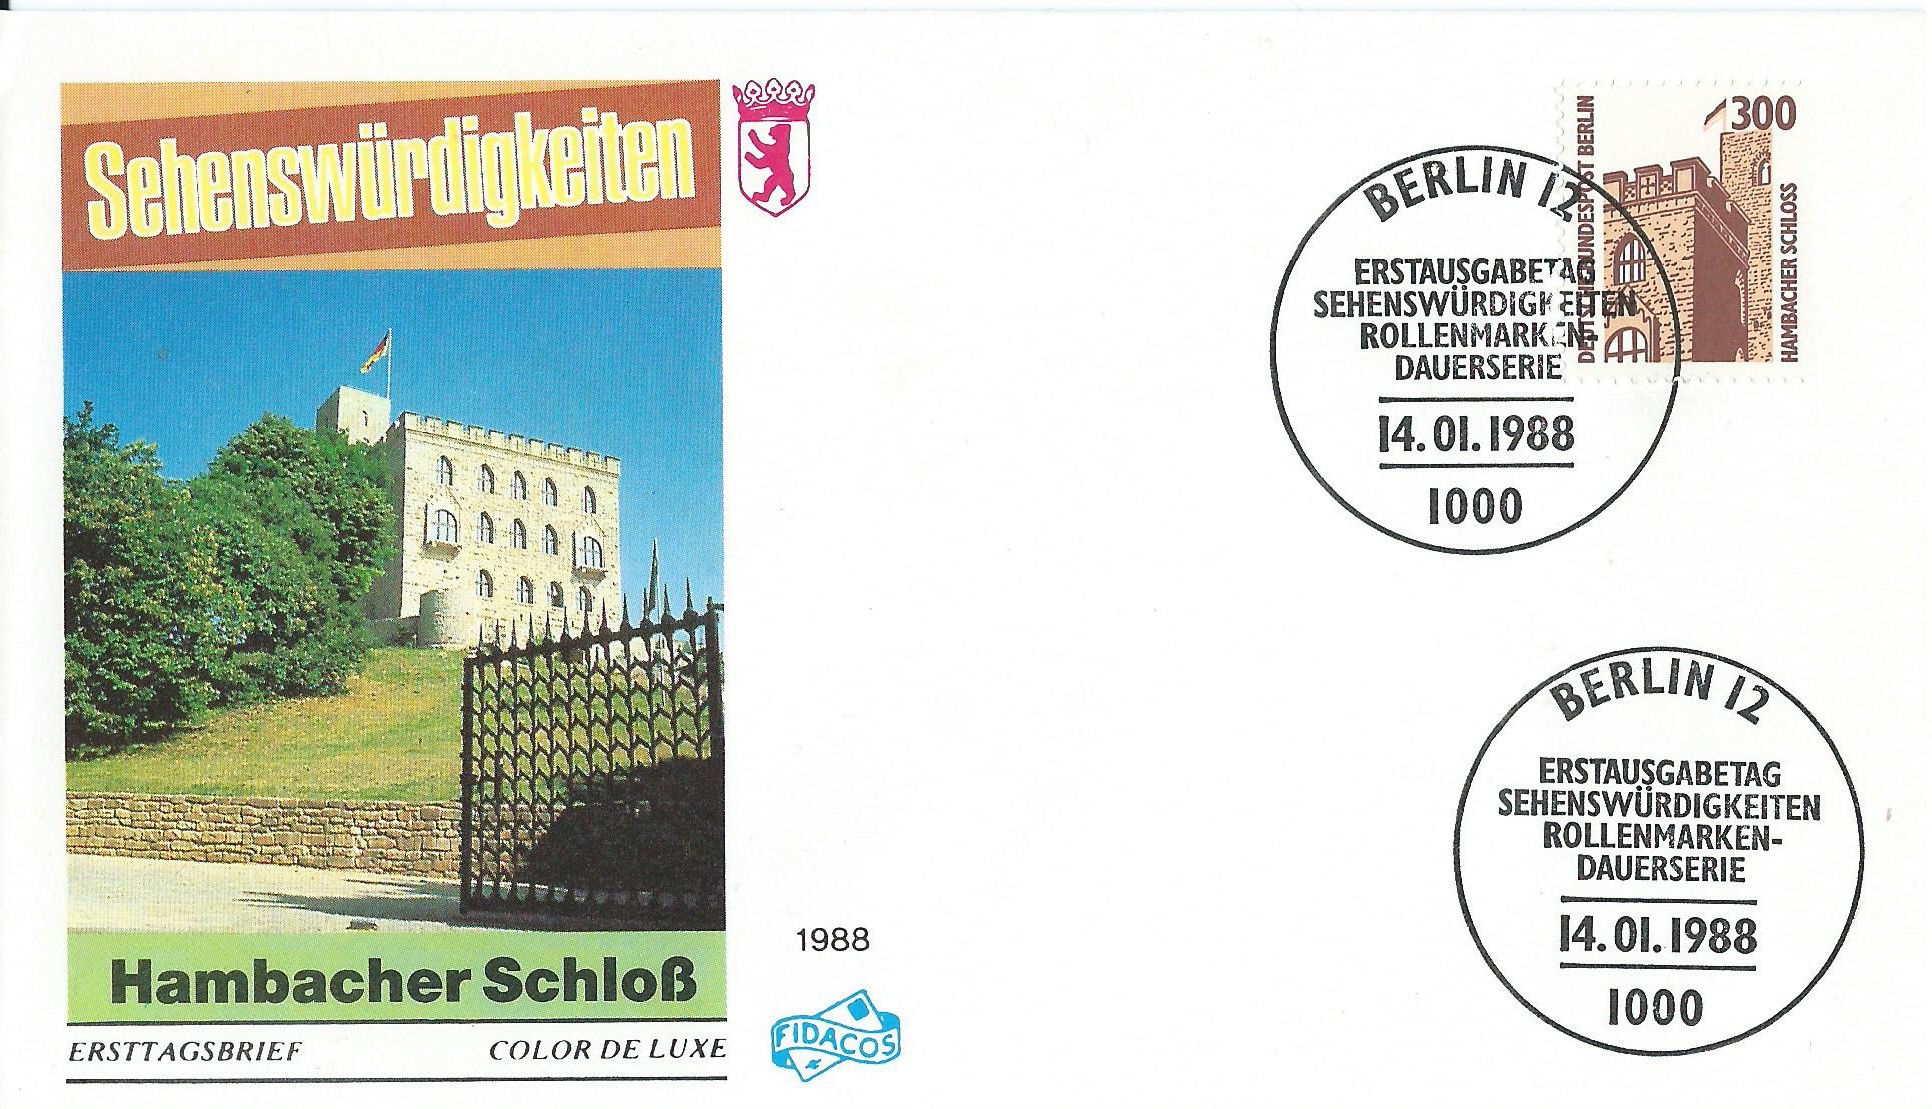 Sehenswürdigkeiten
Hambacher Schloß
ERSTTAGSBRIEF COLOR DE LUXE
1988
FIDACOS
300
DEUTSCHE BUNDESPOST BERLIN
HAMBACHER SCHLOSS
BERLIN 12
ERSTAUSGABETAG
SEHENSWÜRDIGKEITEN
ROLLENMARKEN-
DAUERSERIE
14.01.1988
1000
BERLIN 12
ERSTAUSGABETAG
SEHENSWÜRDIGKEITEN
ROLLENMARKEN-
DAUERSERIE
14.01.1988
1000